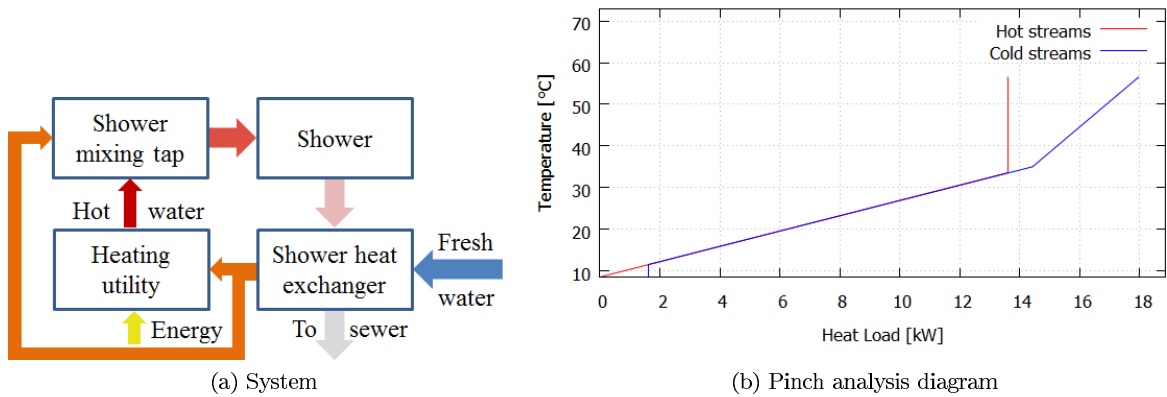 Shower
mixing tap
Shower
Hot water
Heating
utility
Shower heat
exchanger
Fresh
water
Energy
To sewer
(a) System
70
60
50
40
30
20
10
Temperature [°C]
Hot streams
Cold streams
0 2 4 6 8 10 12 14 16 18
Heat Load [kW]
(b) Pinch analysis diagram